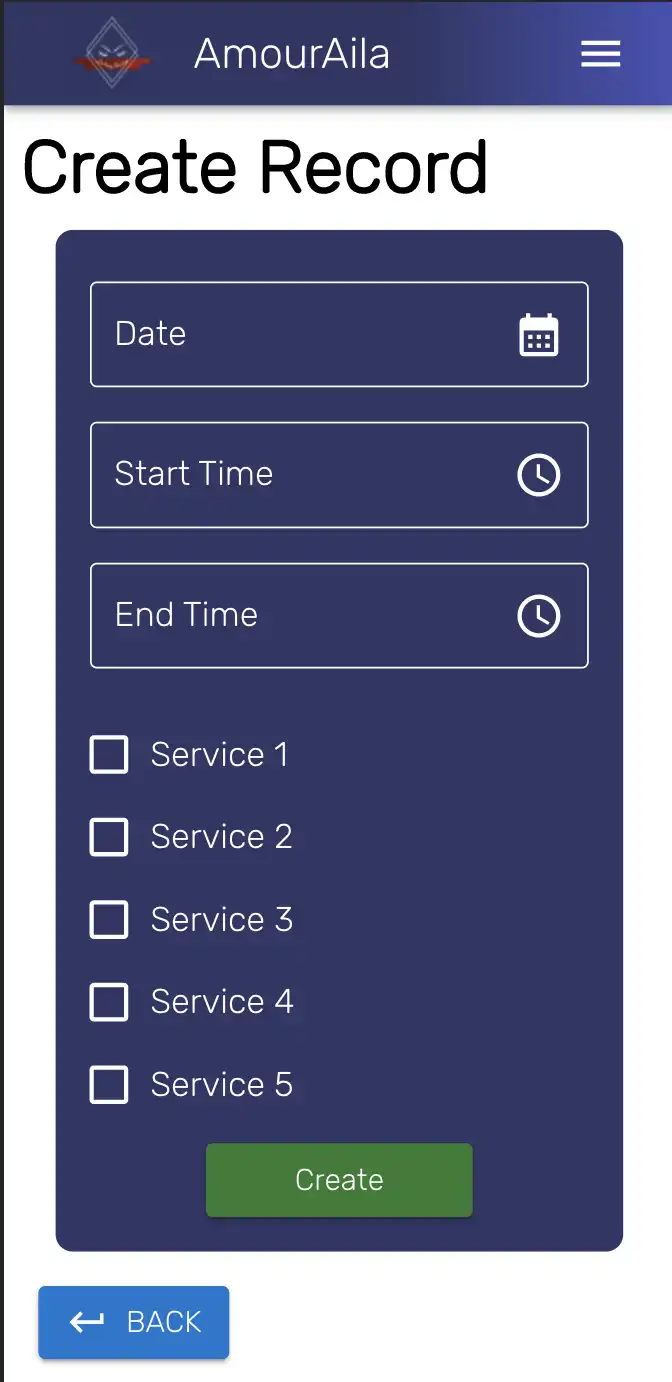 AmourAila
Create Record
Date
Start Time
End Time
Service 1
Service 2
Service 3
Service 4
Service 5
Create
BACK